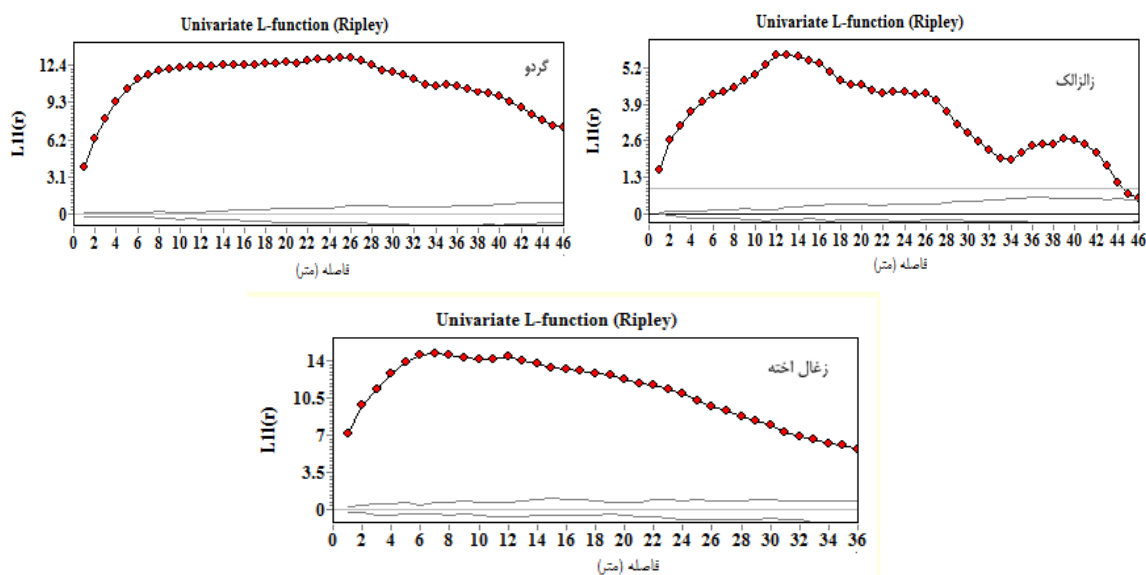 Univariate L-function (Ripley)
L11(r)
12.4
9.3
6.2
3.1
0
گردو
0 2 4 6 8 10 12 14 16 18 20 22 24 26 28 30 32 34 36 38 40 42 44 46
فاصله (متر)
Univariate L-function (Ripley)
L11(r)
5.2
3.9
2.6
1.3
0
زالزالک
0 2 4 6 8 10 12 14 16 18 20 22 24 26 28 30 32 34 36 38 40 42 44 46
فاصله (متر)
Univariate L-function (Ripley)
L11(r)
14
10.5
7
3.5
0
زغال اخته
0 2 4 6 8 10 12 14 16 18 20 22 24 26 28 30 32 34 36
فاصله (متر)